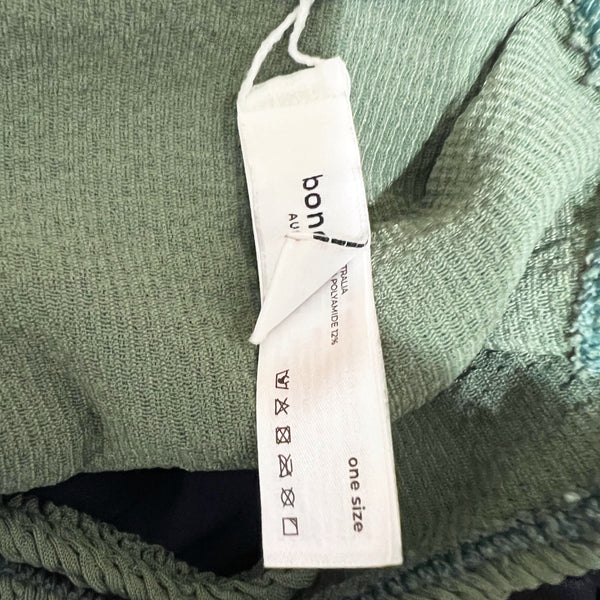 bon
AU
TRALIA
POLYAMIDE 12%
one size